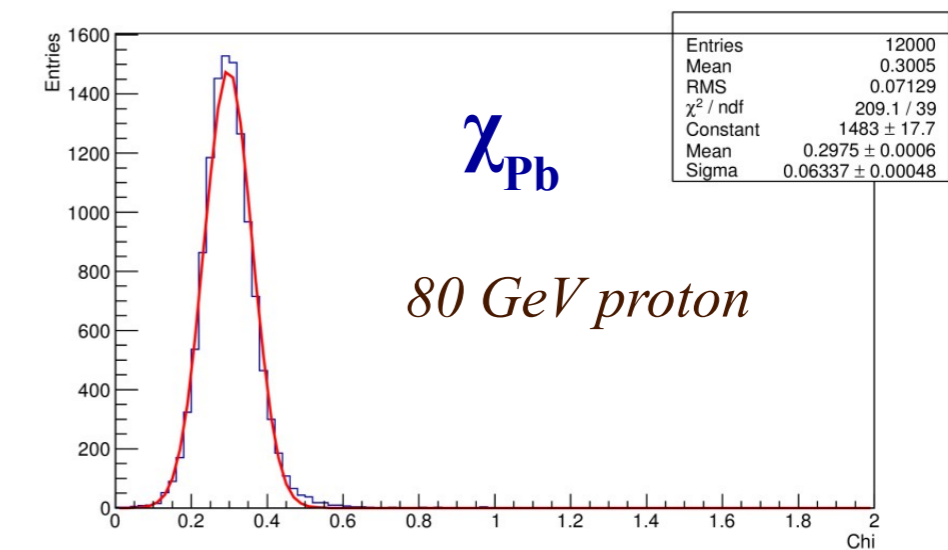 Entries
1600
1400
1200
1000
800
600
400
200
0
0 0.2 0.4 0.6 0.8 1 1.2 1.4 1.6 1.8 2
Chi
χPb
80 GeV proton
Entries 12000
Mean 0.3005
RMS 0.07129
χ² / ndf 209.1 / 39
Constant 1483 ± 17.7
Mean 0.2975 ± 0.0006
Sigma 0.06337 ± 0.00048